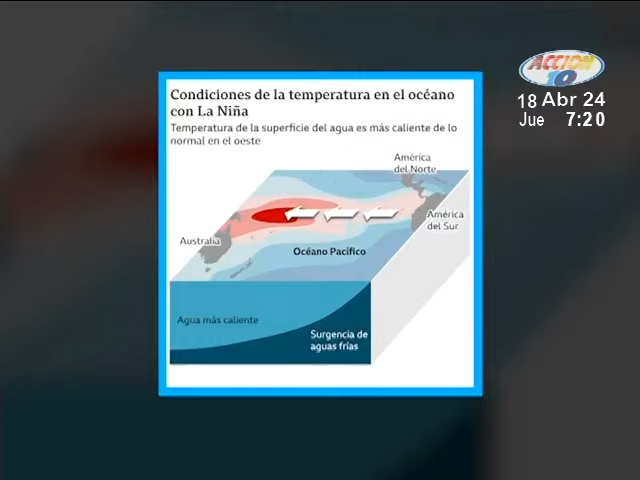 ACCION
10
18 Abr 24
Jue 7:20
Condiciones de la temperatura en el océano
con La Niña
Temperatura de la superficie del agua es más caliente de lo
normal en el oeste
América
del Norte
América
del Sur
Australia
Océano Pacífico
Agua más caliente
Surgencia de
aguas frías